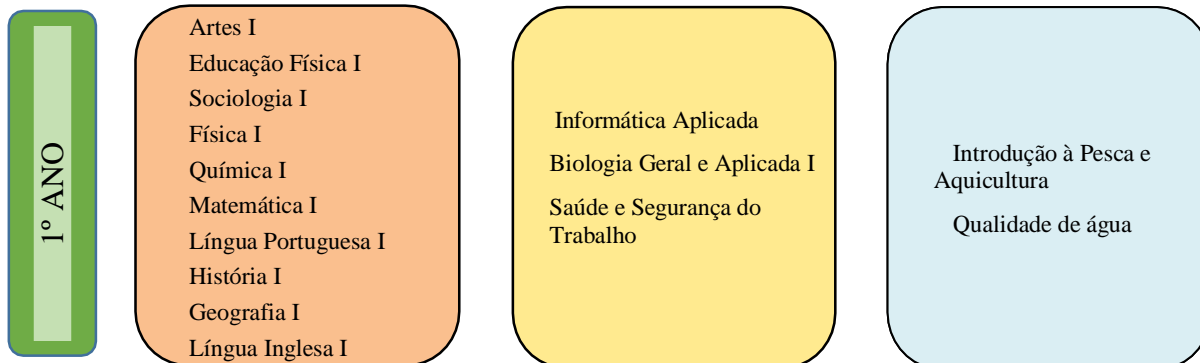 1º ANO
Artes I
Educação Física I
Sociologia I
Física I
Química I
Matemática I
Língua Portuguesa I
História I
Geografia I
Língua Inglesa I
Informática Aplicada
Biologia Geral e Aplicada I
Saúde e Segurança do
Trabalho
Introdução à Pesca e
Aquicultura
Qualidade de água